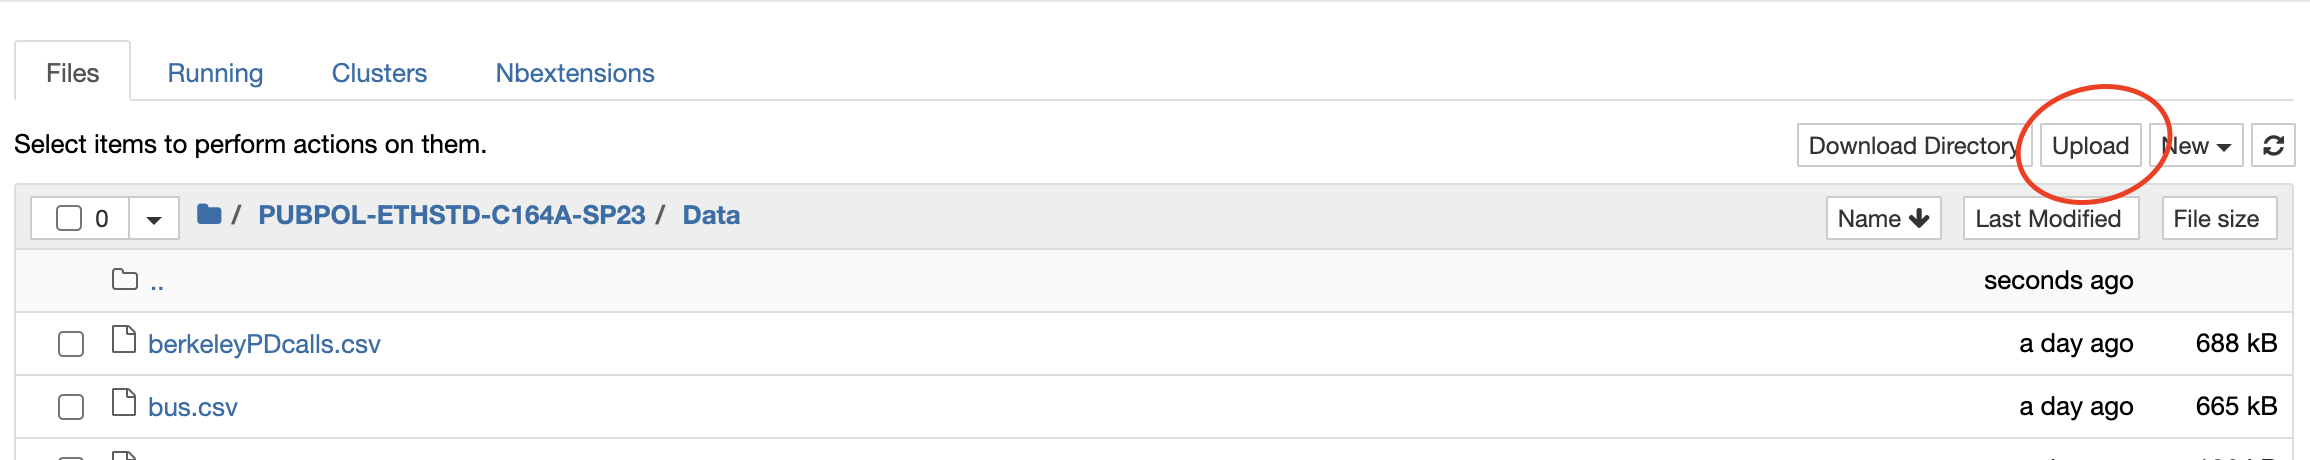 Files Running Clusters Nbextensions
Select items to perform actions on them. Download Directory Upload New
0 / PUBPOL-ETHSTD-C164A-SP23 / Data Name Last Modified File size
.. seconds ago
berkeleyPDcalls.csv a day ago 688 kB
bus.csv a day ago 665 kB